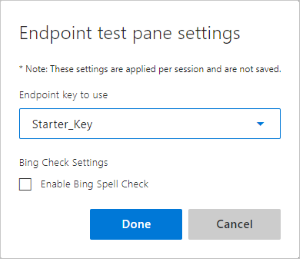 Endpoint test pane settings
* Note: These settings are applied per session and are not saved.
Endpoint key to use
Starter_Key
Bing Check Settings
Enable Bing Spell Check
Done
Cancel